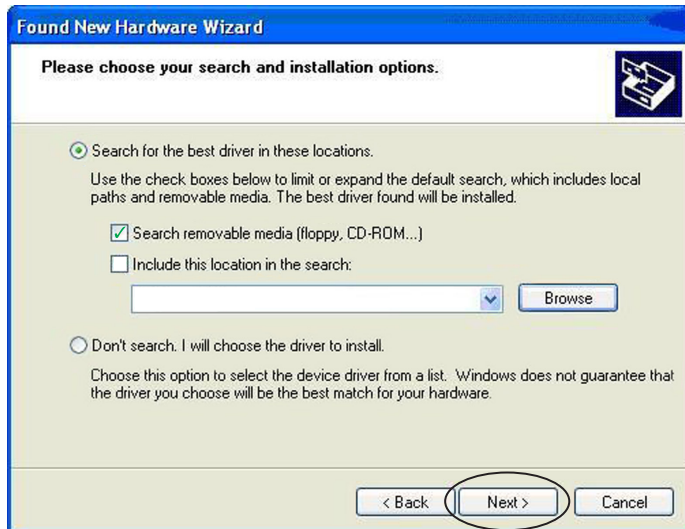 Found New Hardware Wizard
Please choose your search and installation options.
Search for the best driver in these locations.
Use the check boxes below to limit or expand the default search, which includes local
paths and removable media. The best driver found will be installed.
Search removable media (floppy, CD-ROM...)
Include this location in the search:
Browse
Don't search. I will choose the driver to install.
Choose this option to select the device driver from a list.  Windows does not guarantee that
the driver you choose will be the best match for your hardware.
< Back
Next >
Cancel